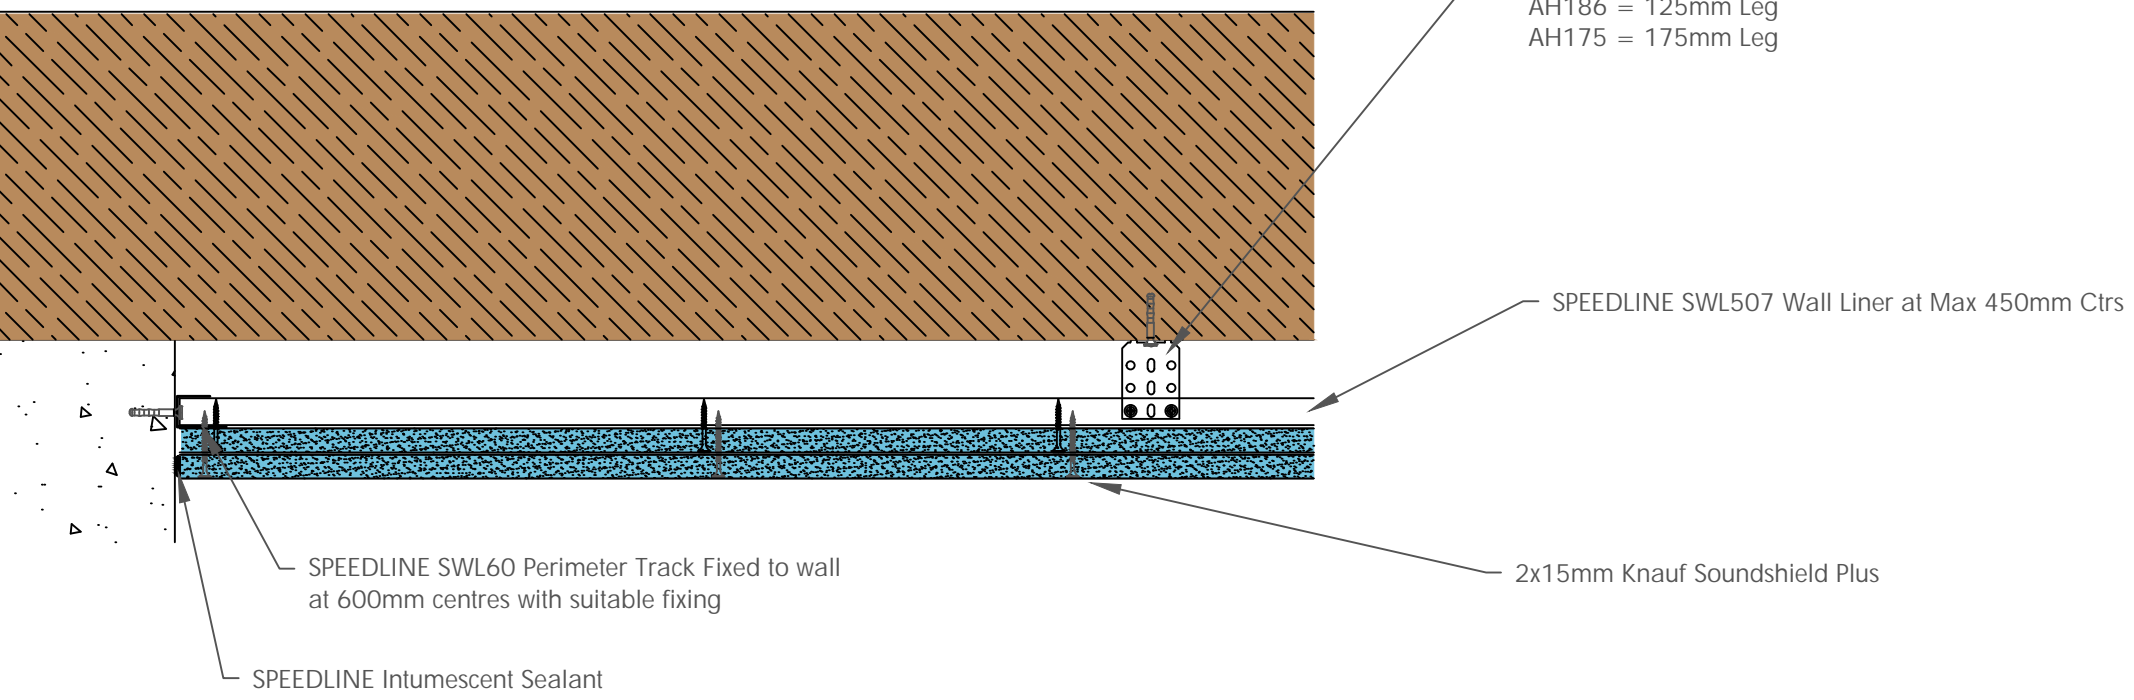 AH186 = 125mm Leg
AH175 = 175mm Leg
SPEEDLINE SWL507 Wall Liner at Max 450mm Ctrs
SPEEDLINE SWL60 Perimeter Track Fixed to wall
at 600mm centres with suitable fixing
2x15mm Knauf Soundshield Plus
SPEEDLINE Intumescent Sealant